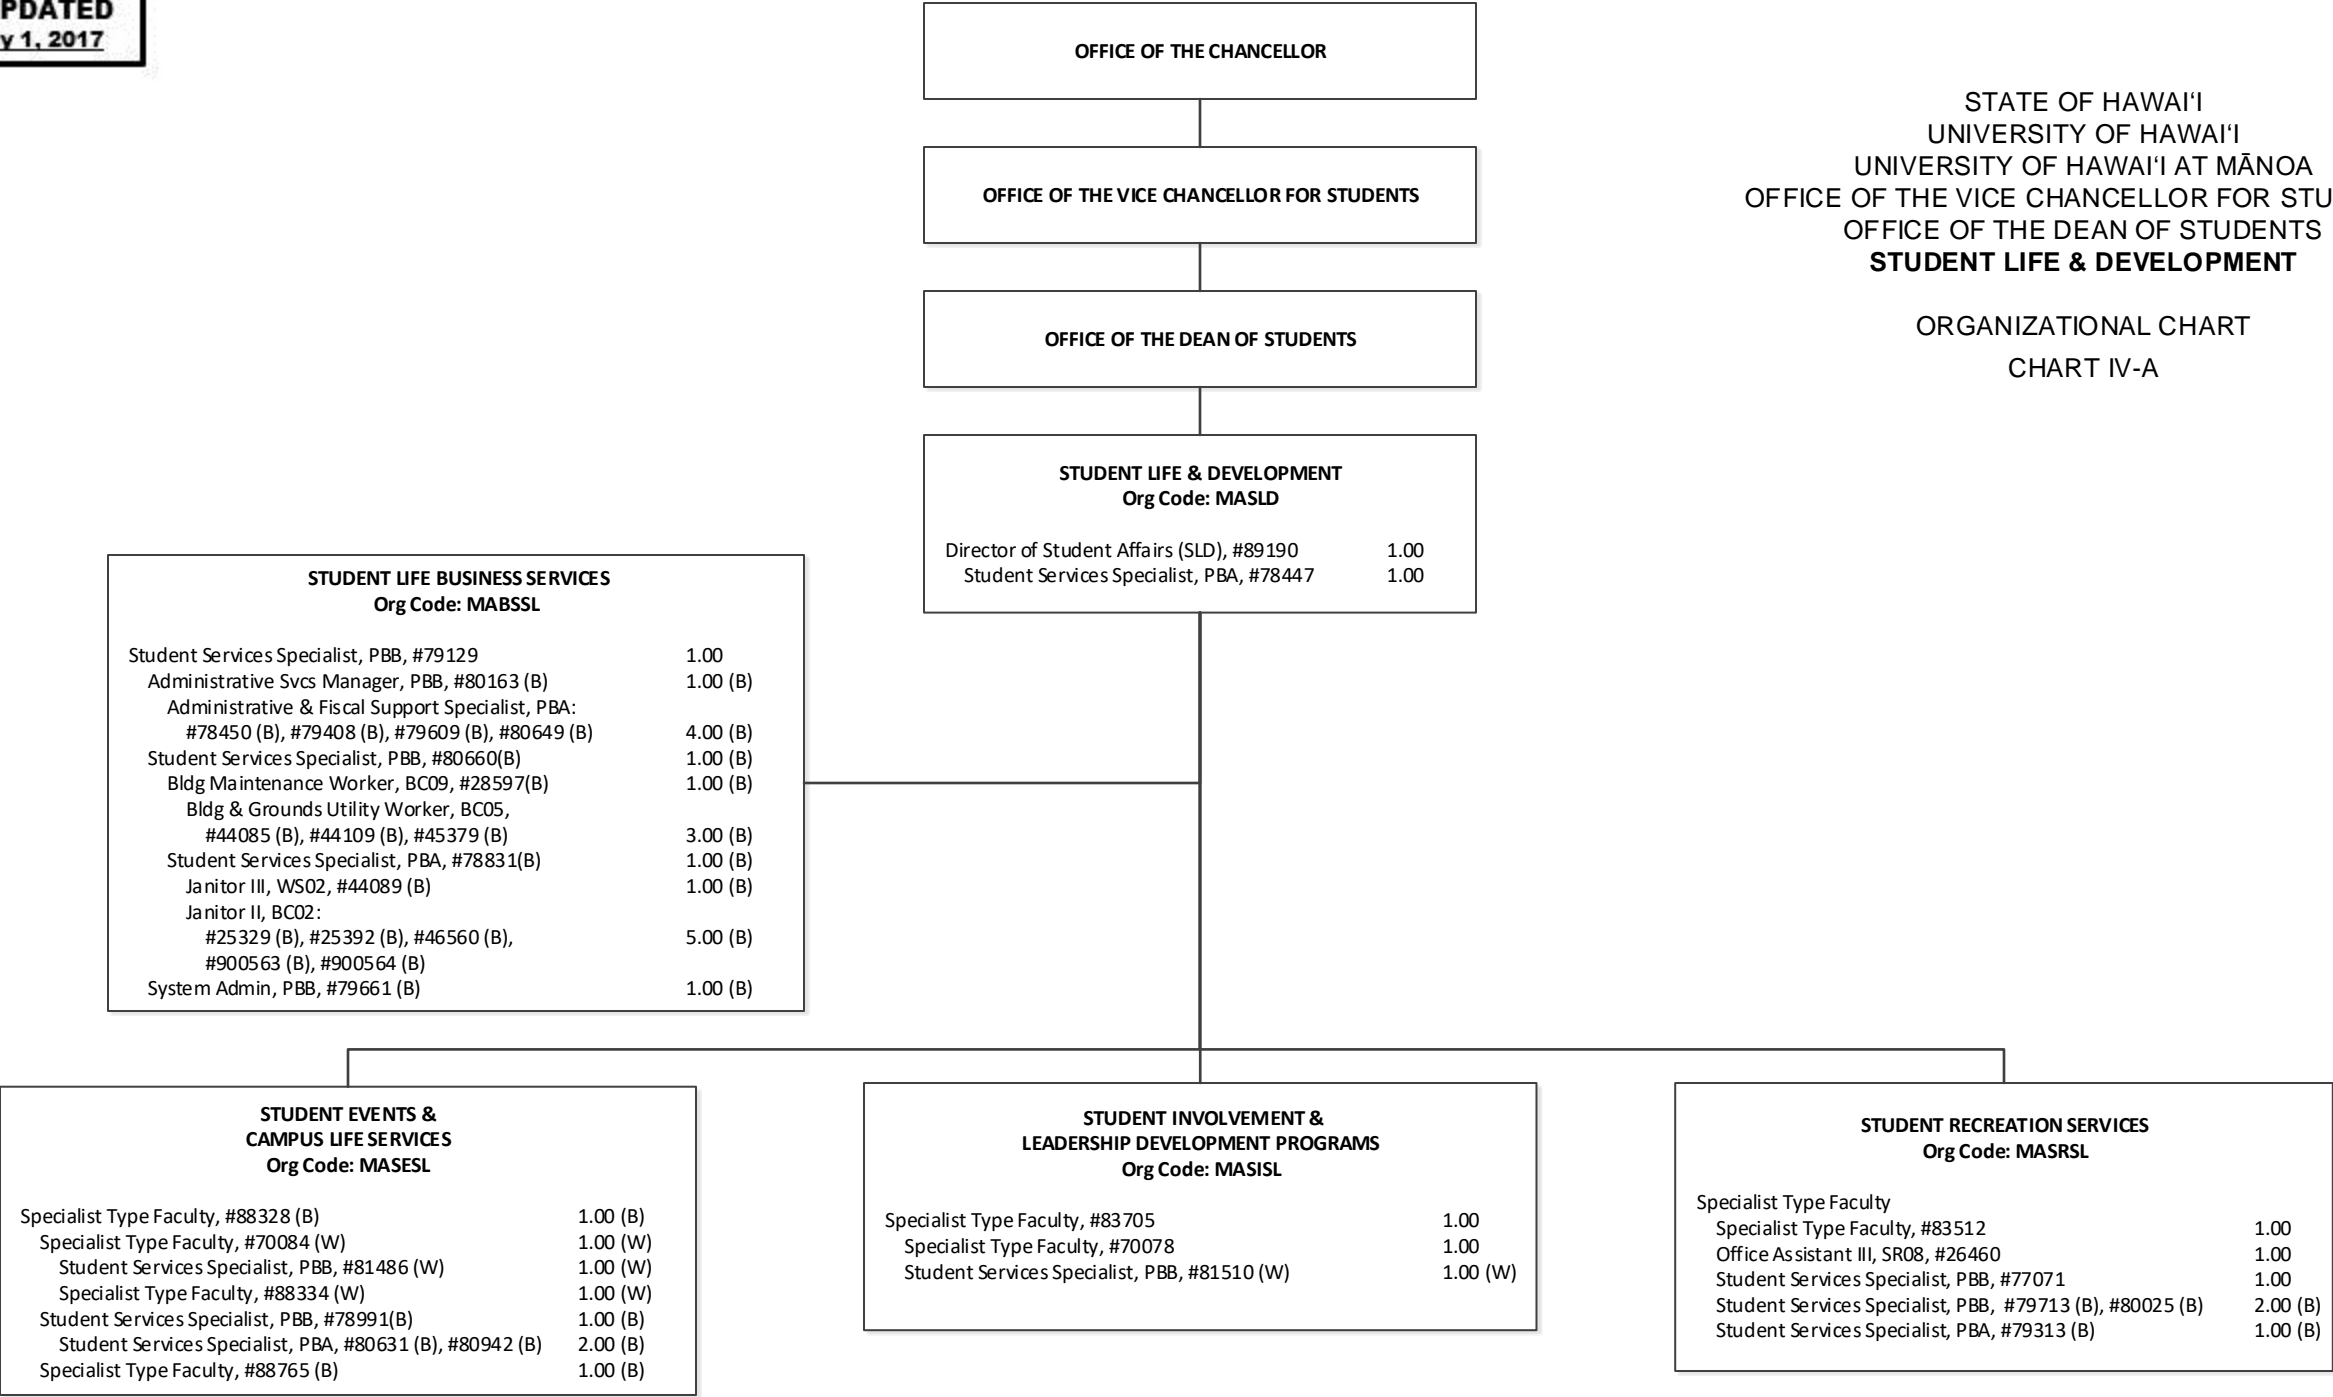 PDATED
y 1, 2017
OFFICE OF THE CHANCELLOR
STATE OF HAWAIʻI
UNIVERSITY OF HAWAIʻI
UNIVERSITY OF HAWAIʻI AT MĀNOA
OFFICE OF THE VICE CHANCELLOR FOR STU
OFFICE OF THE DEAN OF STUDENTS
STUDENT LIFE & DEVELOPMENT
ORGANIZATIONAL CHART
CHART IV-A
OFFICE OF THE VICE CHANCELLOR FOR STUDENTS
OFFICE OF THE DEAN OF STUDENTS
STUDENT LIFE & DEVELOPMENT
Org Code: MASLD
Director of Student Affairs (SLD), #89190 1.00
Student Services Specialist, PBA, #78447 1.00
STUDENT LIFE BUSINESS SERVICES
Org Code: MABSSL
Student Services Specialist, PBB, #79129 1.00
Administrative Svcs Manager, PBB, #80163 (B) 1.00 (B)
Administrative & Fiscal Support Specialist, PBA:
#78450 (B), #79408 (B), #79609 (B), #80649 (B) 4.00 (B)
Student Services Specialist, PBB, #80660(B) 1.00 (B)
Bldg Maintenance Worker, BC09, #28597(B) 1.00 (B)
Bldg & Grounds Utility Worker, BC05,
#44085 (B), #44109 (B), #45379 (B) 3.00 (B)
Student Services Specialist, PBA, #78831(B) 1.00 (B)
Janitor III, WS02, #44089 (B) 1.00 (B)
Janitor II, BC02:
#25329 (B), #25392 (B), #46560 (B), 5.00 (B)
#900563 (B), #900564 (B)
System Admin, PBB, #79661 (B) 1.00 (B)
STUDENT EVENTS &
CAMPUS LIFE SERVICES
Org Code: MASESL
Specialist Type Faculty, #88328 (B) 1.00 (B)
Specialist Type Faculty, #70084 (W) 1.00 (W)
Student Services Specialist, PBB, #81486 (W) 1.00 (W)
Specialist Type Faculty, #88334 (W) 1.00 (W)
Student Services Specialist, PBB, #78991(B) 1.00 (B)
Student Services Specialist, PBA, #80631 (B), #80942 (B) 2.00 (B)
Specialist Type Faculty, #88765 (B) 1.00 (B)
STUDENT INVOLVEMENT &
LEADERSHIP DEVELOPMENT PROGRAMS
Org Code: MASISL
Specialist Type Faculty, #83705 1.00
Specialist Type Faculty, #70078 1.00
Student Services Specialist, PBB, #81510 (W) 1.00 (W)
STUDENT RECREATION SERVICES
Org Code: MASRSL
Specialist Type Faculty
Specialist Type Faculty, #83512 1.00
Office Assistant III, SR08, #26460 1.00
Student Services Specialist, PBB, #77071 1.00
Student Services Specialist, PBB, #79713 (B), #80025 (B) 2.00 (B)
Student Services Specialist, PBA, #79313 (B) 1.00 (B)